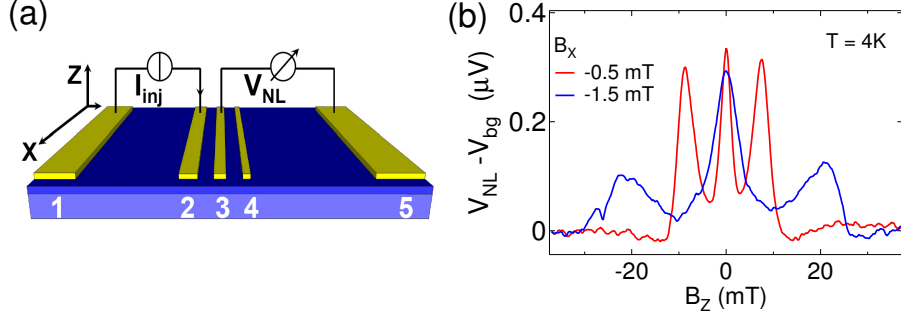 (a)
Z
X
I_inj
V_NL
1 2 3 4 5
(b)
V_NL -V_bg (μV)
0.4
0.2
0
B_X
-0.5 mT
-1.5 mT
T = 4K
-20 0 20
B_Z (mT)